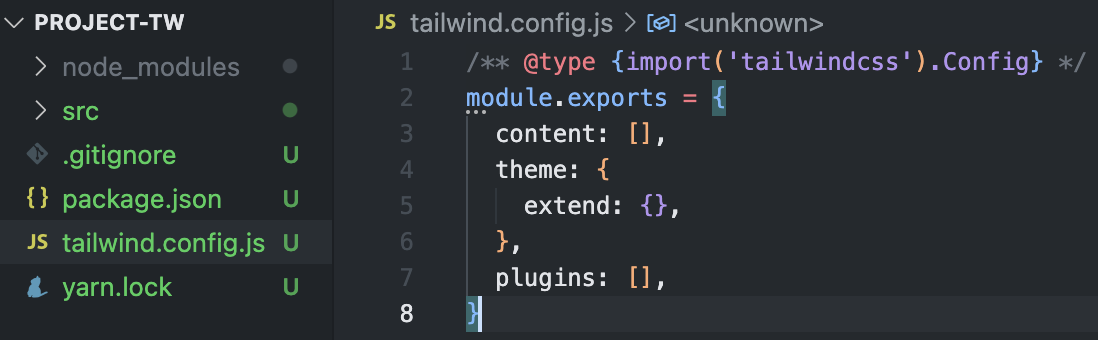 PROJECT-TW
node_modules
src
.gitignore U
{} package.json U
JS tailwind.config.js U
yarn.lock U
JS tailwind.config.js > <unknown>
1 /** @type {import('tailwindcss').Config} */
2 module.exports = {
3 content: [],
4 theme: {
5 extend: {},
6 },
7 plugins: [],
8 }